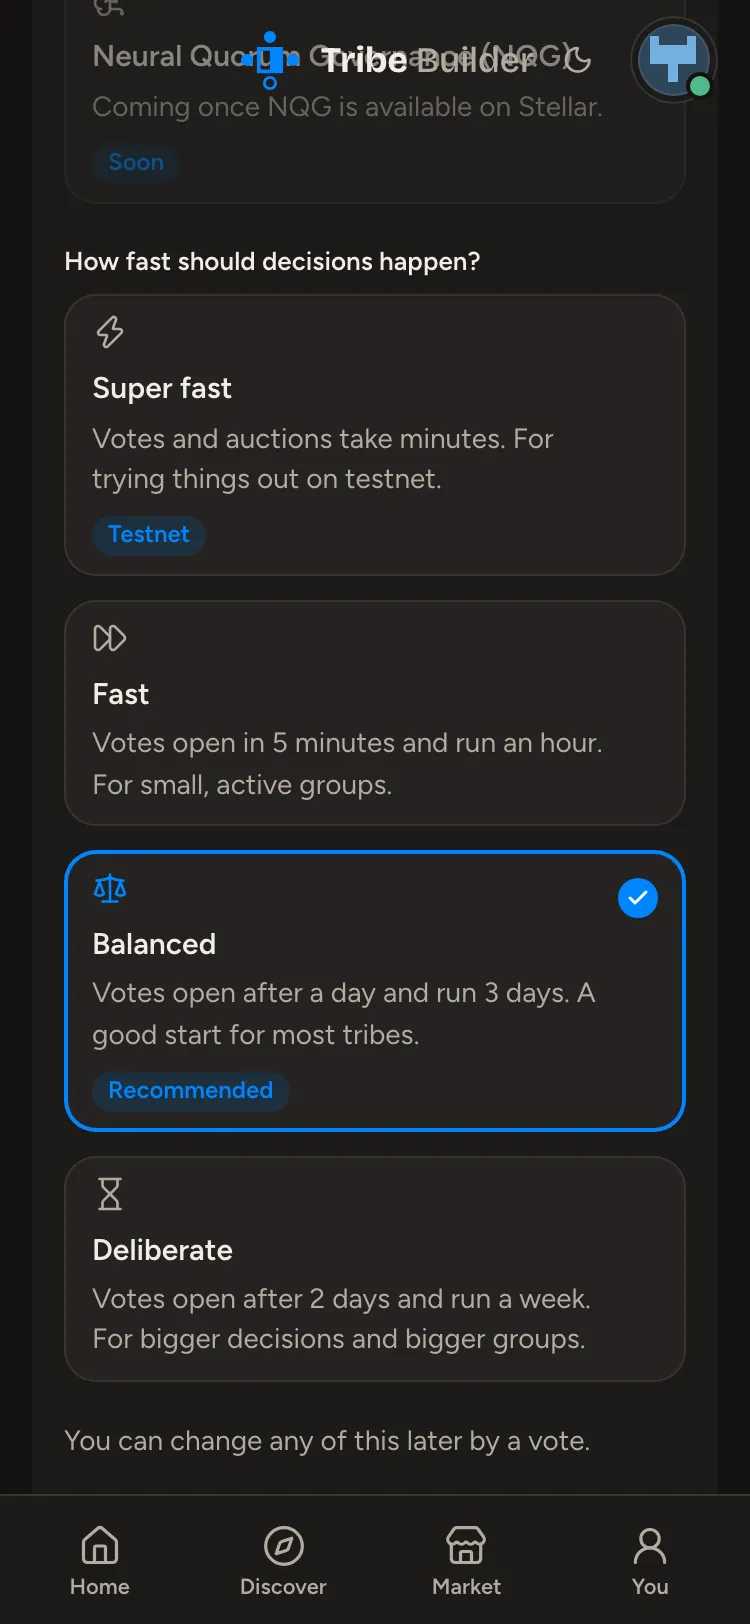 Neural Quorum Governance (NQG)
Tribe Builder
Coming once NQG is available on Stellar.
Soon
How fast should decisions happen?
Super fast
Votes and auctions take minutes. For
trying things out on testnet.
Testnet
Fast
Votes open in 5 minutes and run an hour.
For small, active groups.
Balanced
Votes open after a day and run 3 days. A
good start for most tribes.
Recommended
Deliberate
Votes open after 2 days and run a week.
For bigger decisions and bigger groups.
You can change any of this later by a vote.
Home
Discover
Market
You